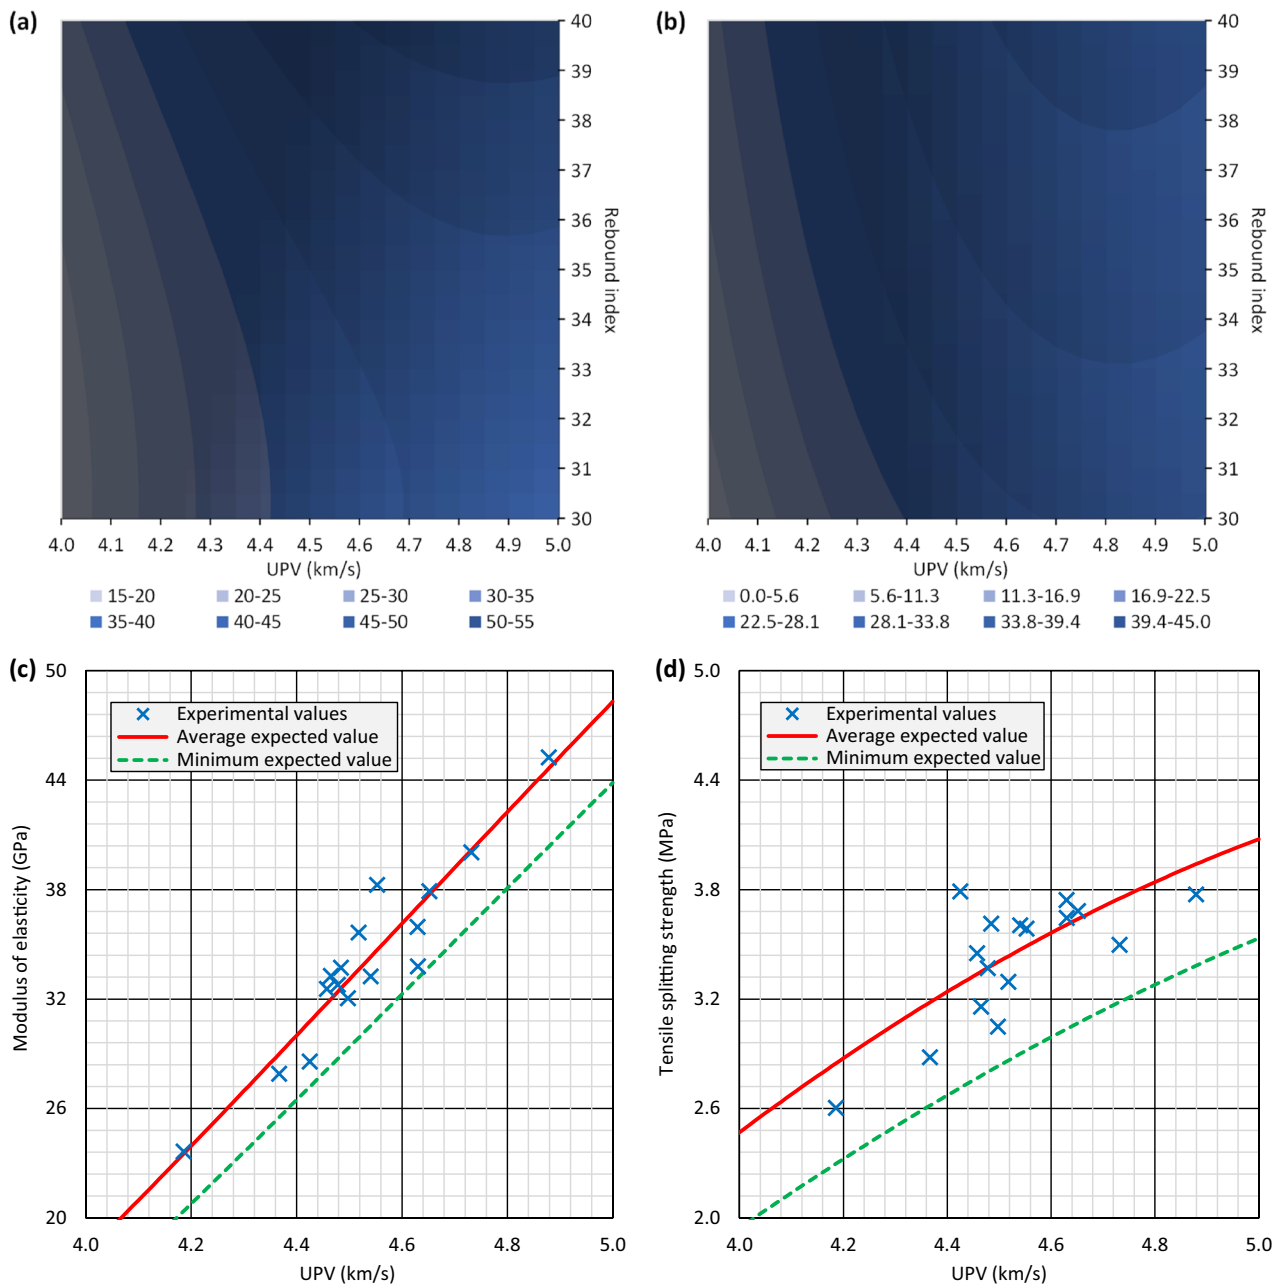 (a)
40
39
38
37
36
35
34
33
32
31
30
Rebound index
4.0 4.1 4.2 4.3 4.4 4.5 4.6 4.7 4.8 4.9 5.0
UPV (km/s)
15-20 20-25 25-30 30-35
35-40 40-45 45-50 50-55
(b)
40
39
38
37
36
35
34
33
32
31
30
Rebound index
4.0 4.1 4.2 4.3 4.4 4.5 4.6 4.7 4.8 4.9 5.0
UPV (km/s)
0.0-5.6 5.6-11.3 11.3-16.9 16.9-22.5
22.5-28.1 28.1-33.8 33.8-39.4 39.4-45.0
(c)
50
44
38
32
26
20
Modulus of elasticity (GPa)
Experimental values
Average expected value
Minimum expected value
4.0 4.2 4.4 4.6 4.8 5.0
UPV (km/s)
(d)
5.0
4.4
3.8
3.2
2.6
2.0
Tensile splitting strength (MPa)
Experimental values
Average expected value
Minimum expected value
4.0 4.2 4.4 4.6 4.8 5.0
UPV (km/s)